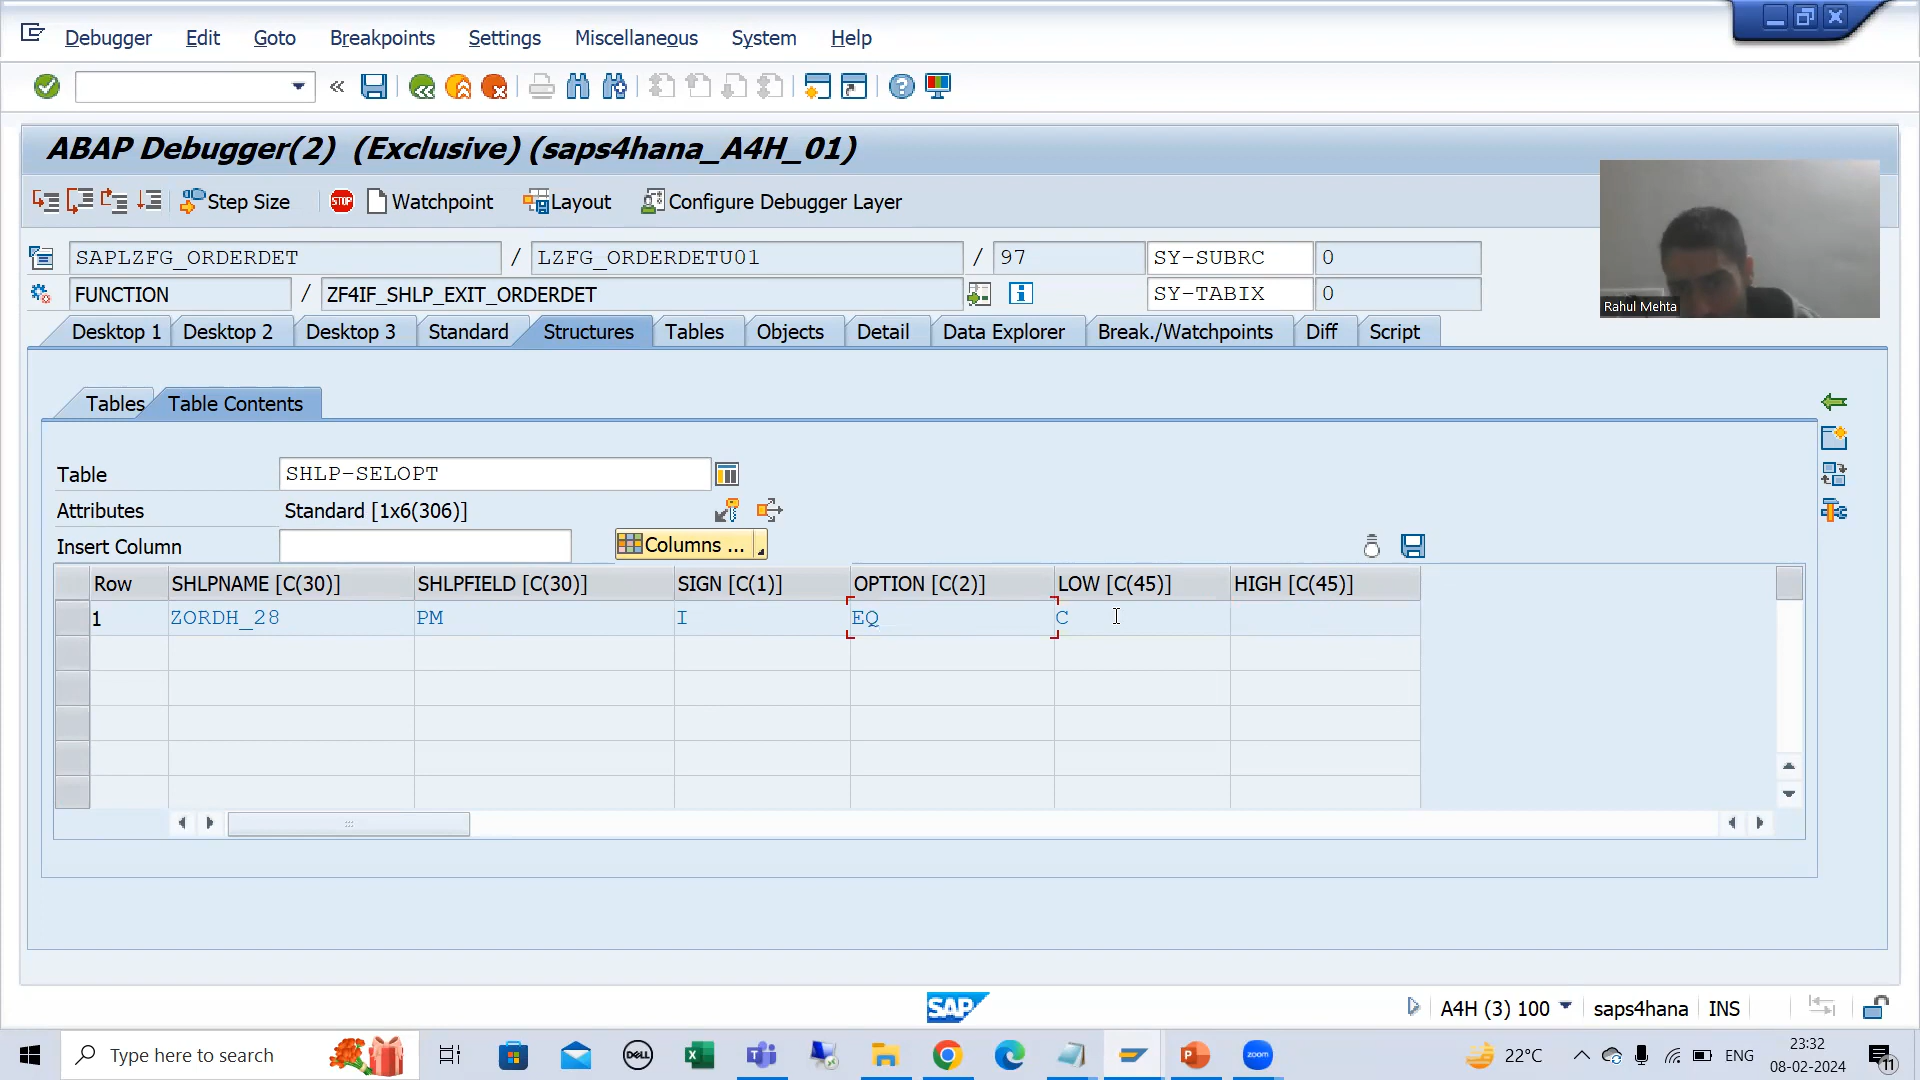 Debugger Edit Goto Breakpoints Settings Miscellaneous System Help
ABAP Debugger(2) (Exclusive) (saps4hana_A4H_01)
Step Size STOP Watchpoint Layout Configure Debugger Layer
SAPLZFG_ORDERDET / LZFG_ORDERDETU01 / 97 SY-SUBRC 0
FUNCTION / ZF4IF_SHLP_EXIT_ORDERDET SY-TABIX 0
Rahul Mehta
Desktop 1 Desktop 2 Desktop 3 Standard Structures Tables Objects Detail Data Explorer Break./Watchpoints Diff Script
Tables Table Contents
Table SHLP-SELOPT
Attributes Standard [1x6(306)]
Insert Column Columns ...
Row SHLPNAME [C(30)] SHLPFIELD [C(30)] SIGN [C(1)] OPTION [C(2)] LOW [C(45)] HIGH [C(45)]
1 ZORDH_28 PM I EQ C
SAP A4H (3) 100 saps4hana INS
Type here to search DELL zoom 22°C ENG 23:32
08-02-2024 11